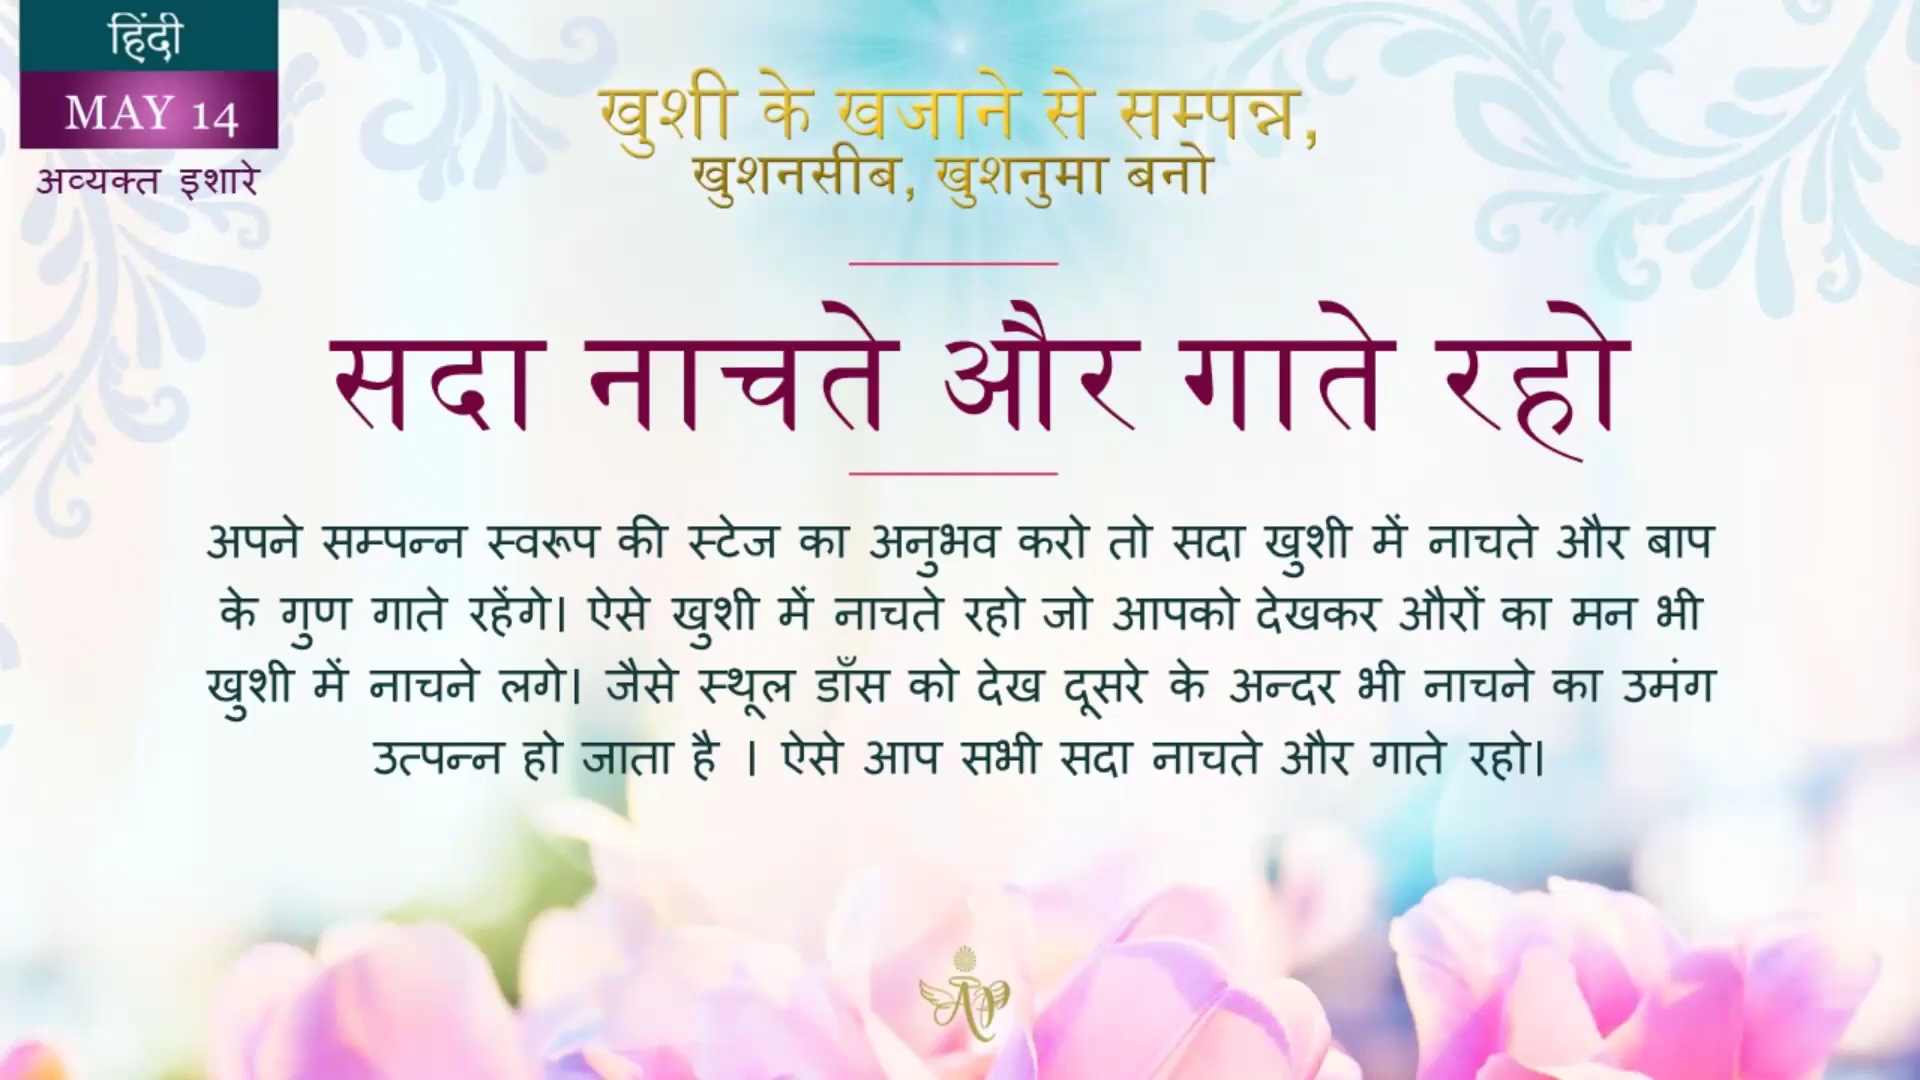 हिंदी
MAY 14
अव्यक्त इशारे
खुशी के खजाने से सम्पन्न,
खुशनसीब, खुशनुमा बनो
सदा नाचते और गाते रहो
अपने सम्पन्न स्वरूप की स्टेज का अनुभव करो तो सदा खुशी में नाचते और बाप
के गुण गाते रहेंगे। ऐसे खुशी में नाचते रहो जो आपको देखकर औरों का मन भी
खुशी में नाचने लगे। जैसे स्थूल डाँस को देख दूसरे के अन्दर भी नाचने का उमंग
उत्पन्न हो जाता है । ऐसे आप सभी सदा नाचते और गाते रहो।